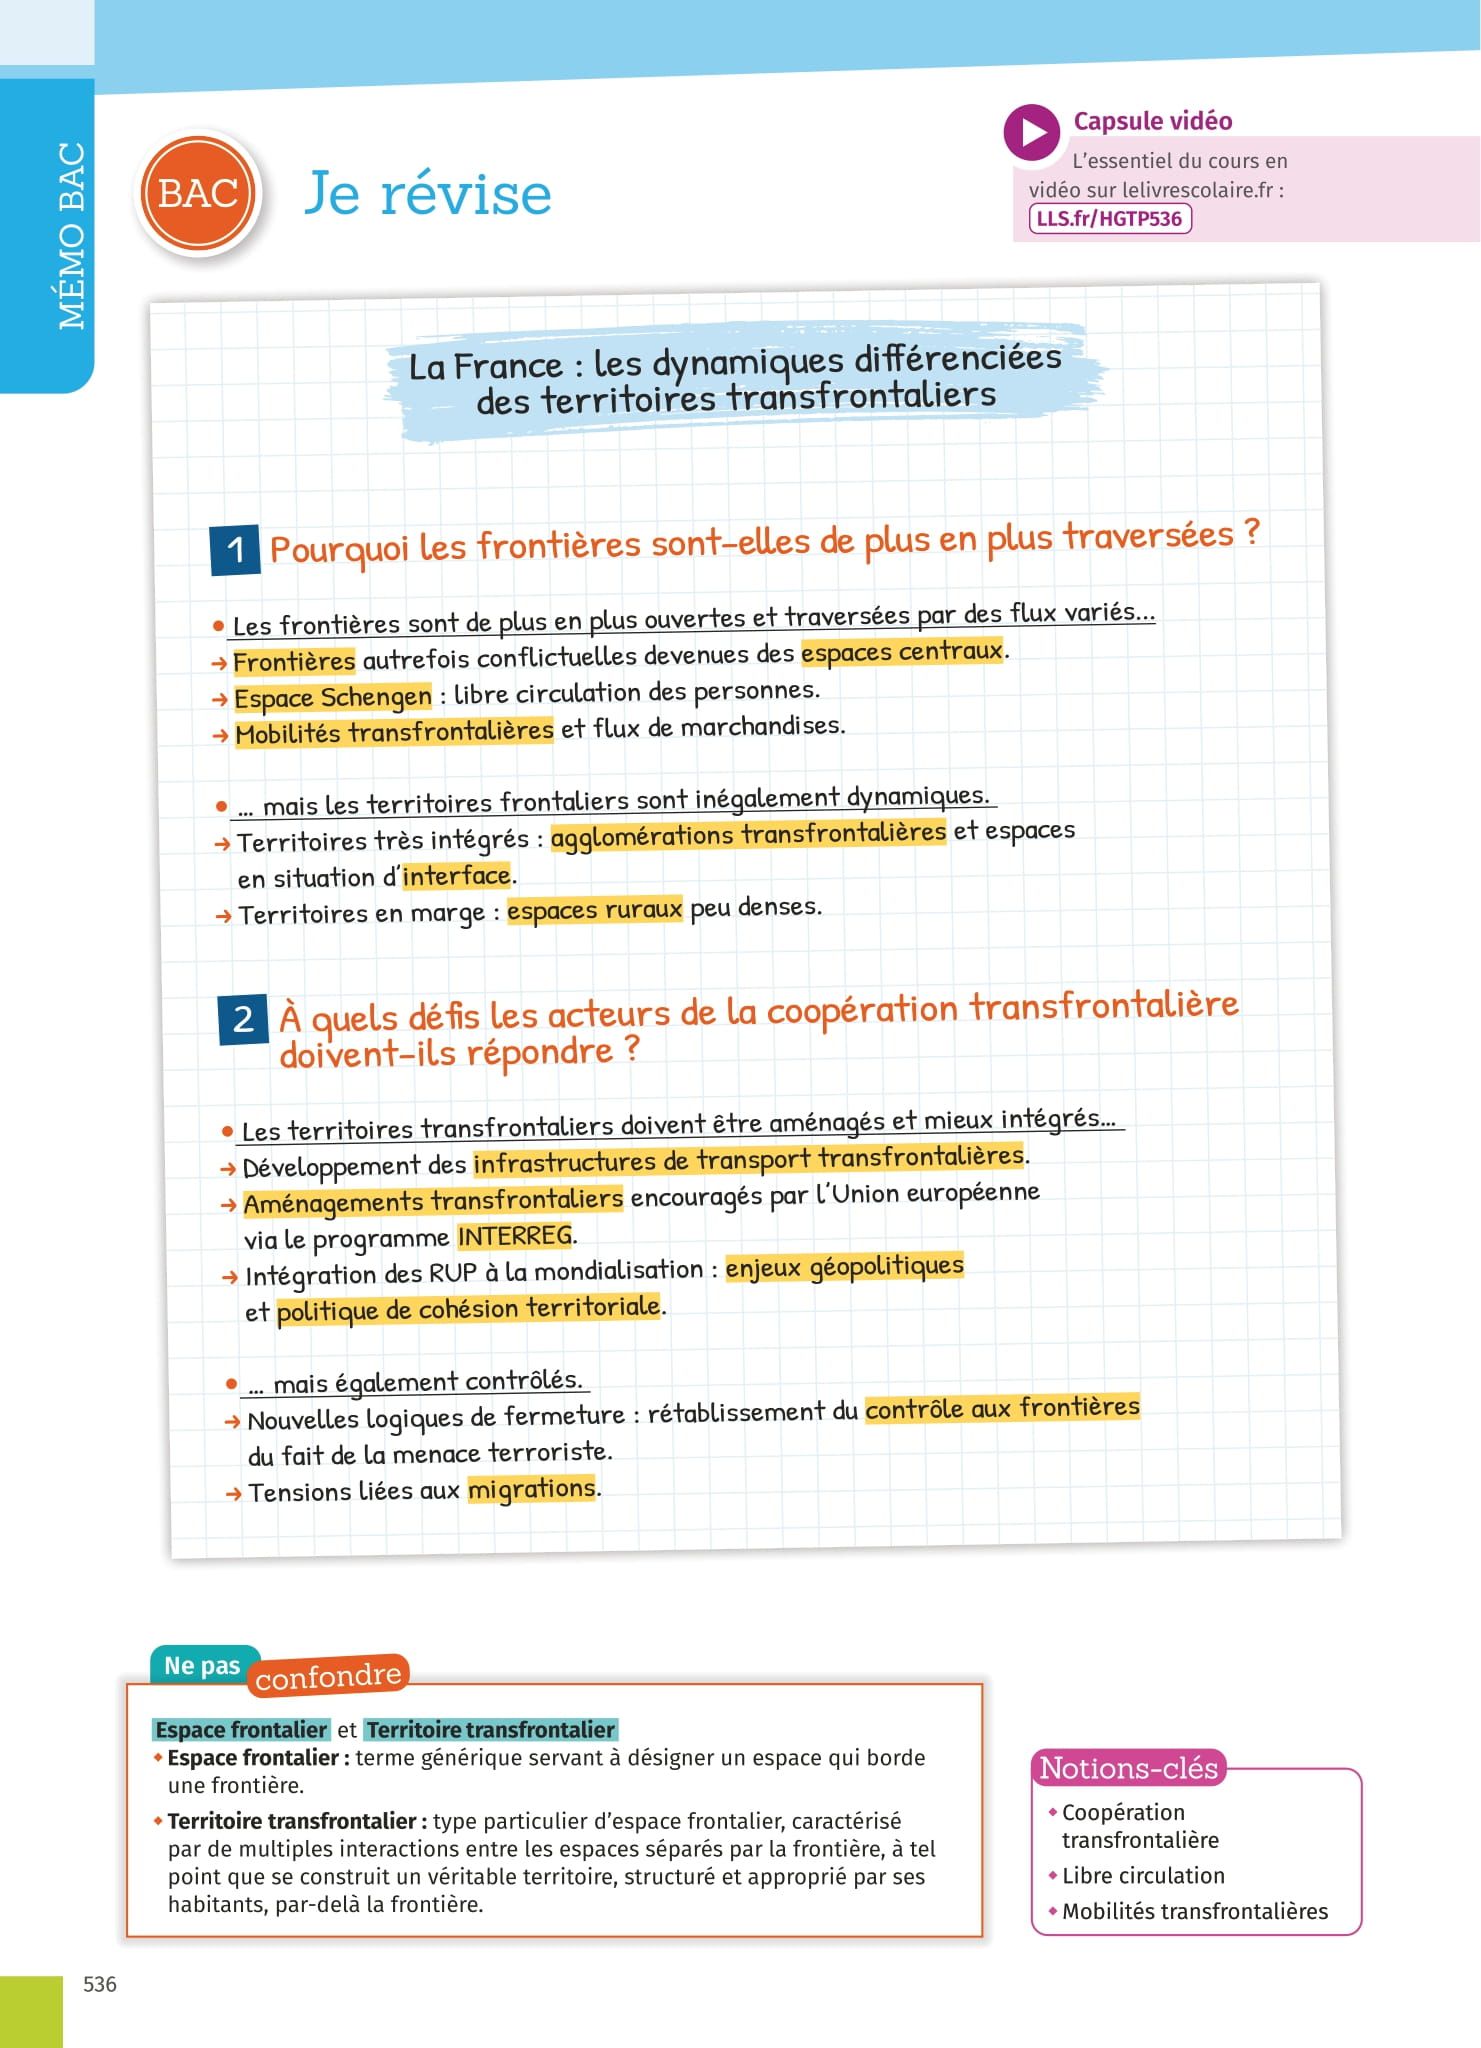 MÉMO BAC
BAC
Je révise
Capsule vidéo
L'essentiel du cours en
vidéo sur lelivrescolaire.fr :
LLS.fr/HGTP536
La France : les dynamiques différenciées
des territoires transfrontaliers
1 Pourquoi les frontières sont-elles de plus en plus traversées ?
• Les frontières sont de plus en plus ouvertes et traversées par des flux variés...
→ Frontières autrefois conflictuelles devenues des espaces centraux.
→ Espace Schengen : libre circulation des personnes.
→ Mobilités transfrontalières et flux de marchandises.
• ... mais les territoires frontaliers sont inégalement dynamiques.
→ Territoires très intégrés : agglomérations transfrontalières et espaces
en situation d'interface.
→ Territoires en marge : espaces ruraux peu denses.
2 À quels défis les acteurs de la coopération transfrontalière
doivent-ils répondre ?
• Les territoires transfrontaliers doivent être aménagés et mieux intégrés...
→ Développement des infrastructures de transport transfrontalières.
→ Aménagements transfrontaliers encouragés par l'Union européenne
via le programme INTERREG.
→ Intégration des RUP à la mondialisation : enjeux géopolitiques
et politique de cohésion territoriale.
• ... mais également contrôlés.
→ Nouvelles logiques de fermeture : rétablissement du contrôle aux frontières
du fait de la menace terroriste.
→ Tensions liées aux migrations.
Ne pas confondre
Espace frontalier et Territoire transfrontalier
• Espace frontalier : terme générique servant à désigner un espace qui borde
une frontière.
• Territoire transfrontalier : type particulier d'espace frontalier, caractérisé
par de multiples interactions entre les espaces séparés par la frontière, à tel
point que se construit un véritable territoire, structuré et approprié par ses
habitants, par-delà la frontière.
Notions-clés
• Coopération
transfrontalière
• Libre circulation
• Mobilités transfrontalières
536